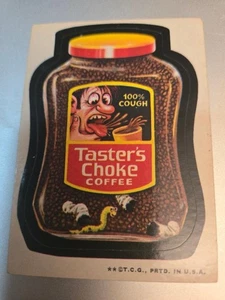 100%
COUGH
Taster's
Choke
COFFEE
**©T.C.G., PRTD. IN U.S.A.